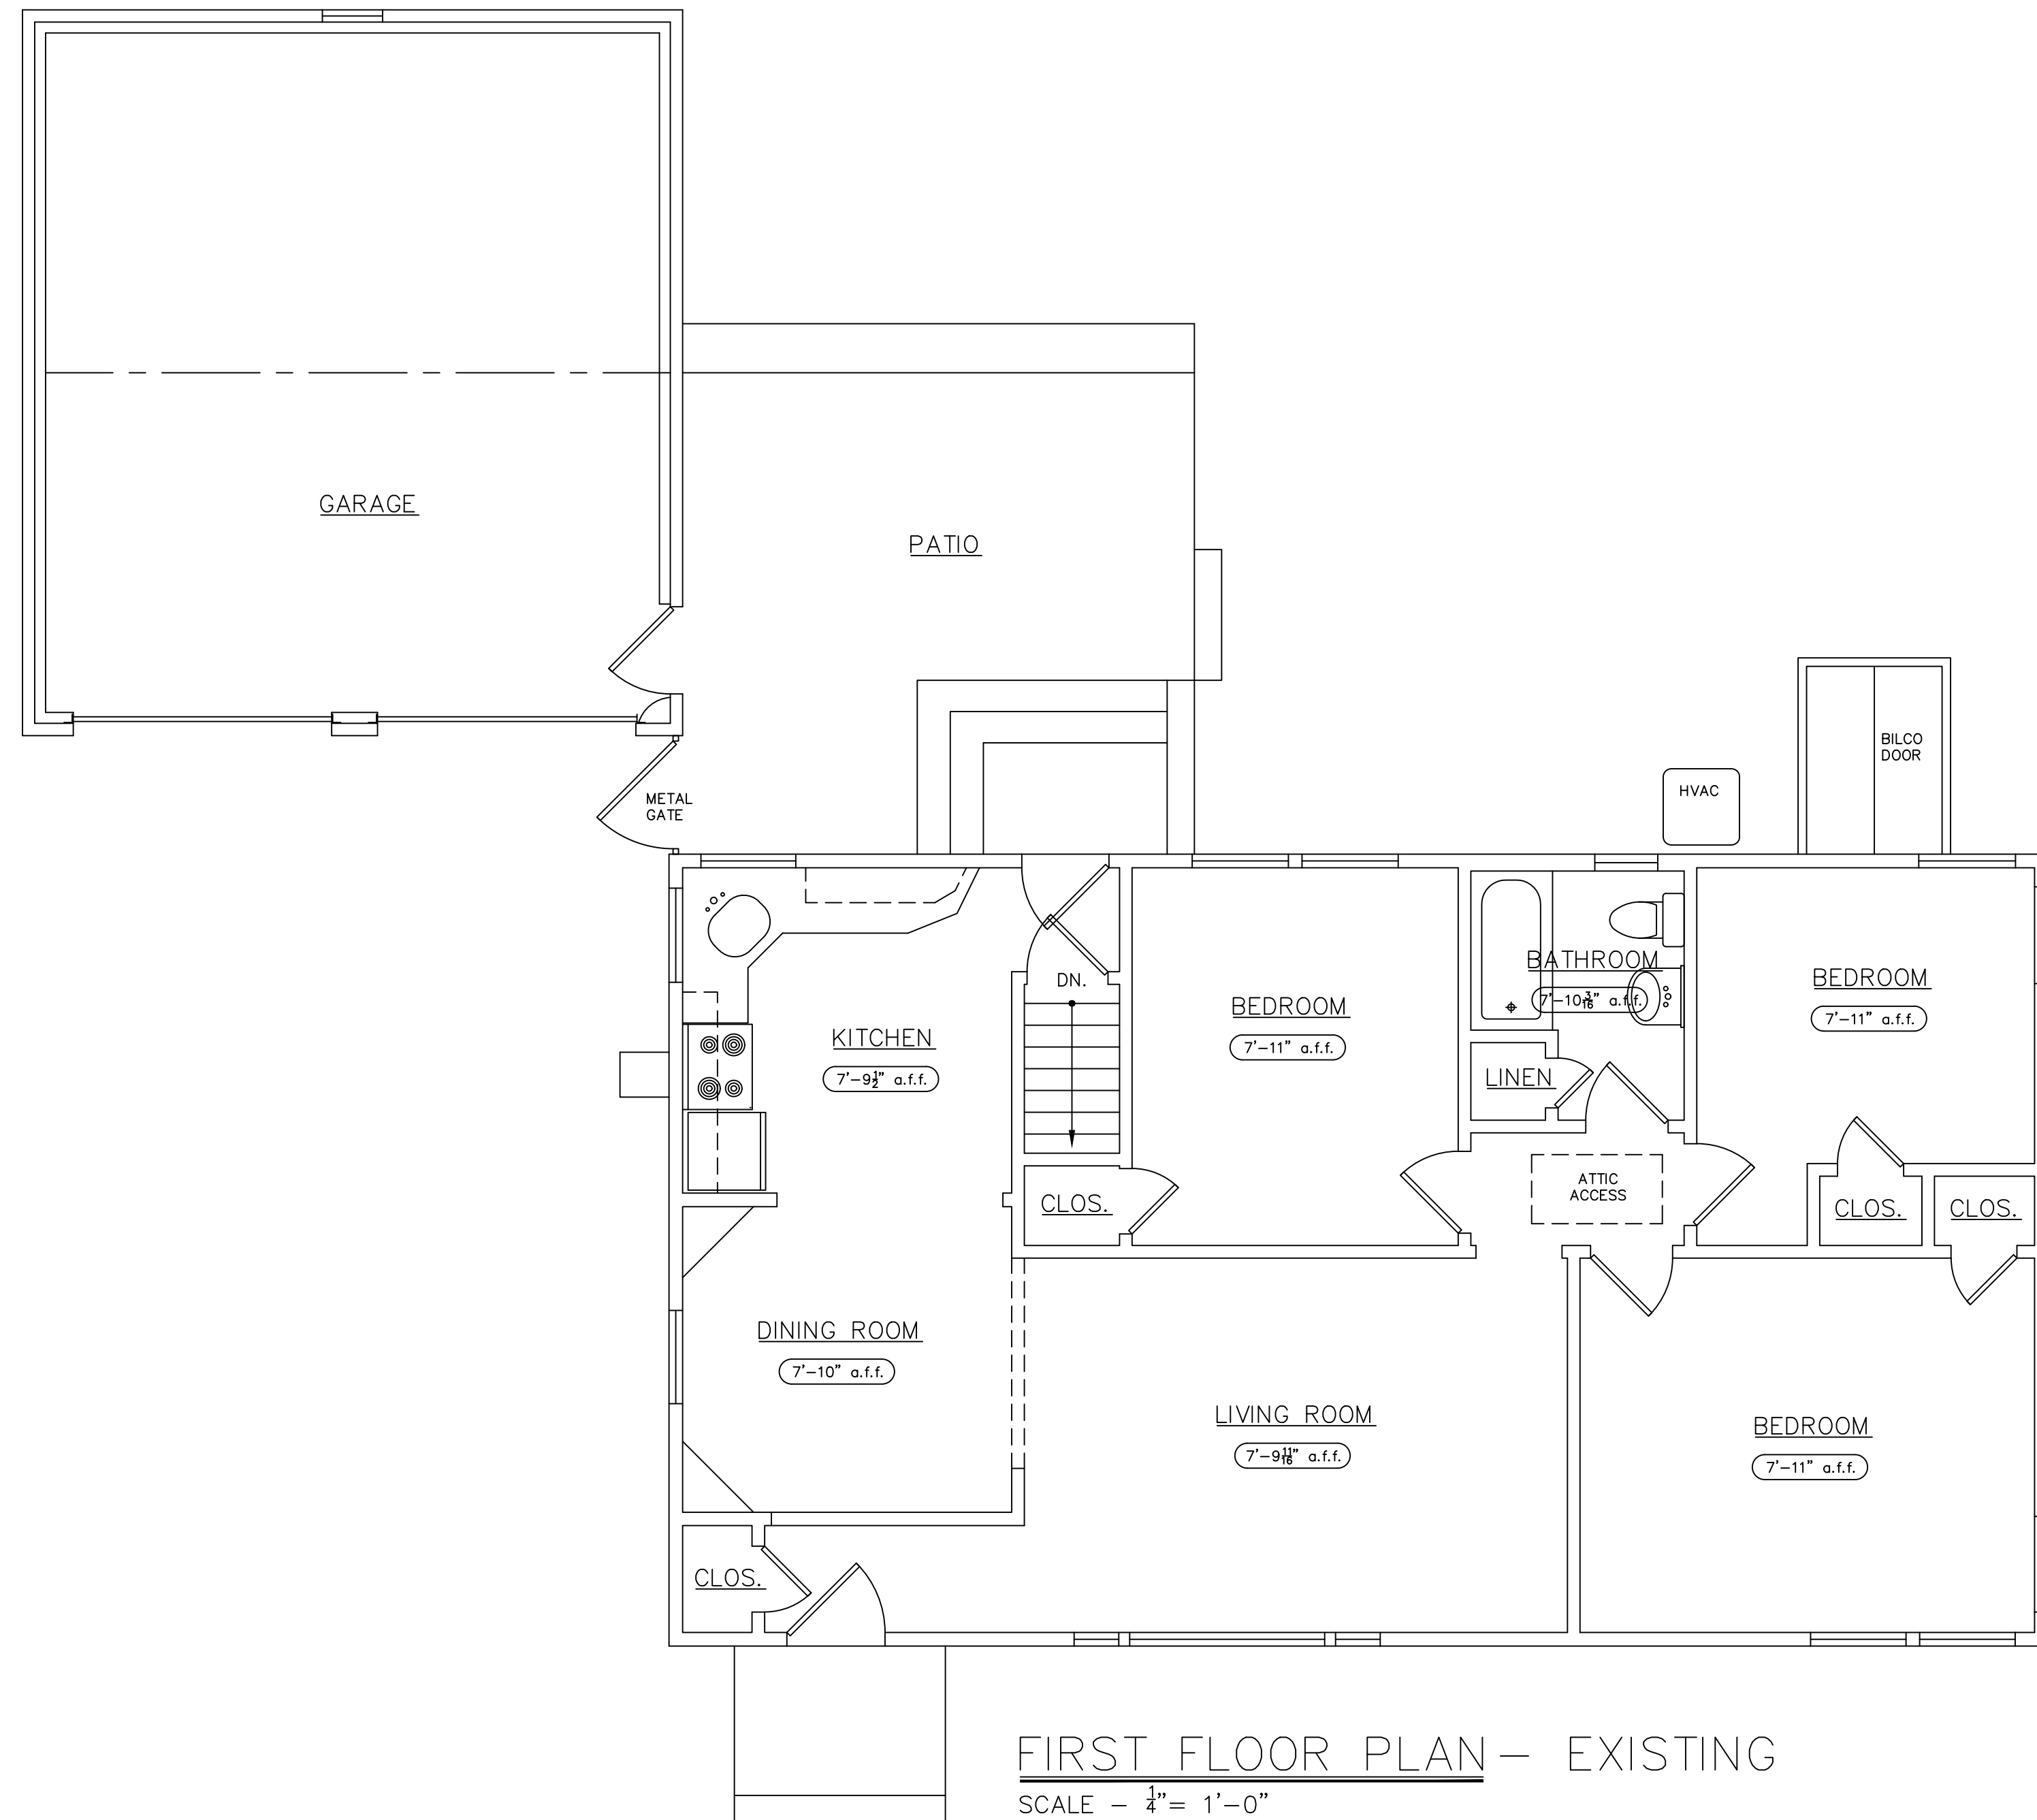 GARAGE
PATIO
BILCO
DOOR
HVAC
METAL
GATE
DN.
BATHROOM
7'-10 3/16" a.f.f.
BEDROOM
7'-11" a.f.f.
BEDROOM
7'-11" a.f.f.
KITCHEN
7'-9 1/2" a.f.f.
LINEN
ATTIC
ACCESS
CLOS.
CLOS.
CLOS.
DINING ROOM
7'-10" a.f.f.
LIVING ROOM
7'-9 11/16" a.f.f.
BEDROOM
7'-11" a.f.f.
CLOS.
FIRST FLOOR PLAN - EXISTING
SCALE - 1/4"= 1'-0"